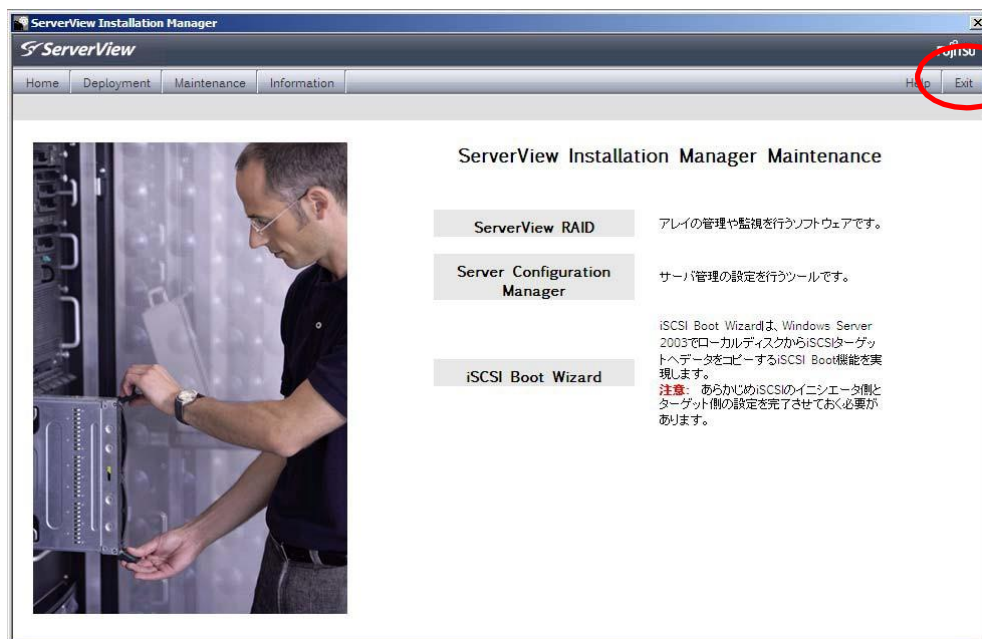 ServerView Installation Manager
ServerView
FUJITSU
Home Deployment Maintenance Information Help Exit
ServerView Installation Manager Maintenance
ServerView RAID
アレイの管理や監視を行うソフトウェアです。
Server Configuration
Manager
サーバ管理の設定を行うツールです。
iSCSI Boot Wizard
iSCSI Boot Wizardは、Windows Server
2003でローカルディスクからiSCSIターゲッ
トへデータをコピーするiSCSI Boot機能を実
現します。
注意: あらかじめiSCSIのイニシエータ側と
ターゲット側の設定を完了させておく必要が
あります。